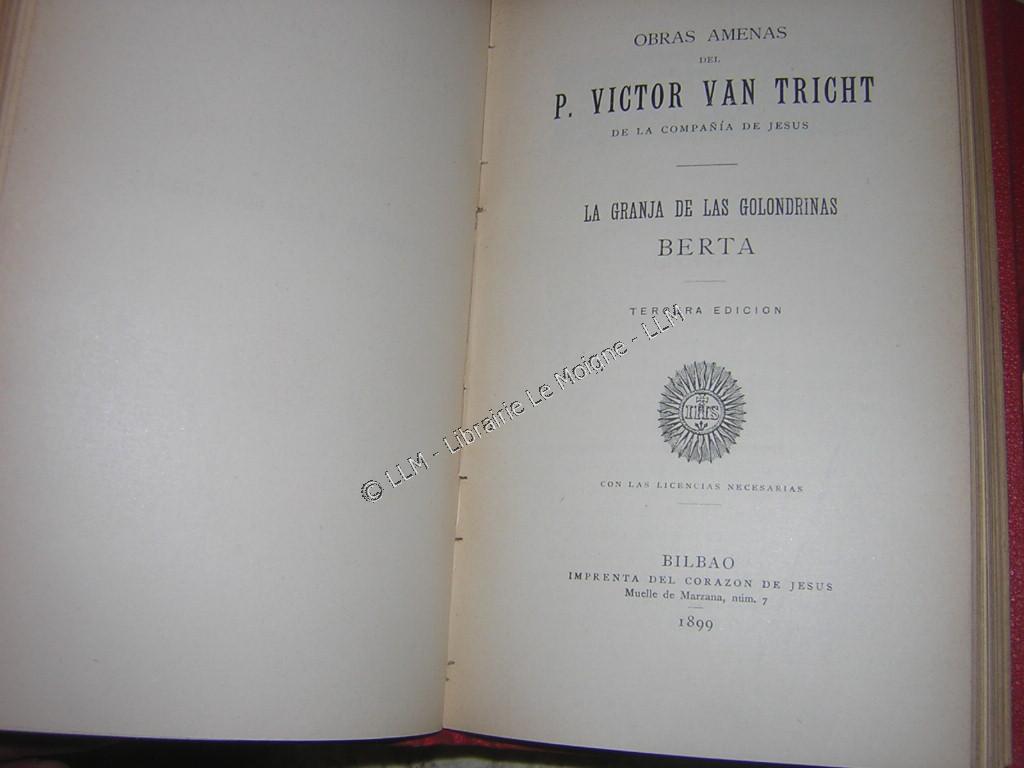 OBRAS AMENAS
DEL
P. VICTOR VAN TRICHT
DE LA COMPAÑÍA DE JESUS
LA GRANJA DE LAS GOLONDRINAS
BERTA
TERCERA EDICION
IHS
CON LAS LICENCIAS NECESARIAS
BILBAO
IMPRENTA DEL CORAZON DE JESUS
Muelle de Marzana, núm. 7
1899
© LLM - Librairie Le Moigne - LLM